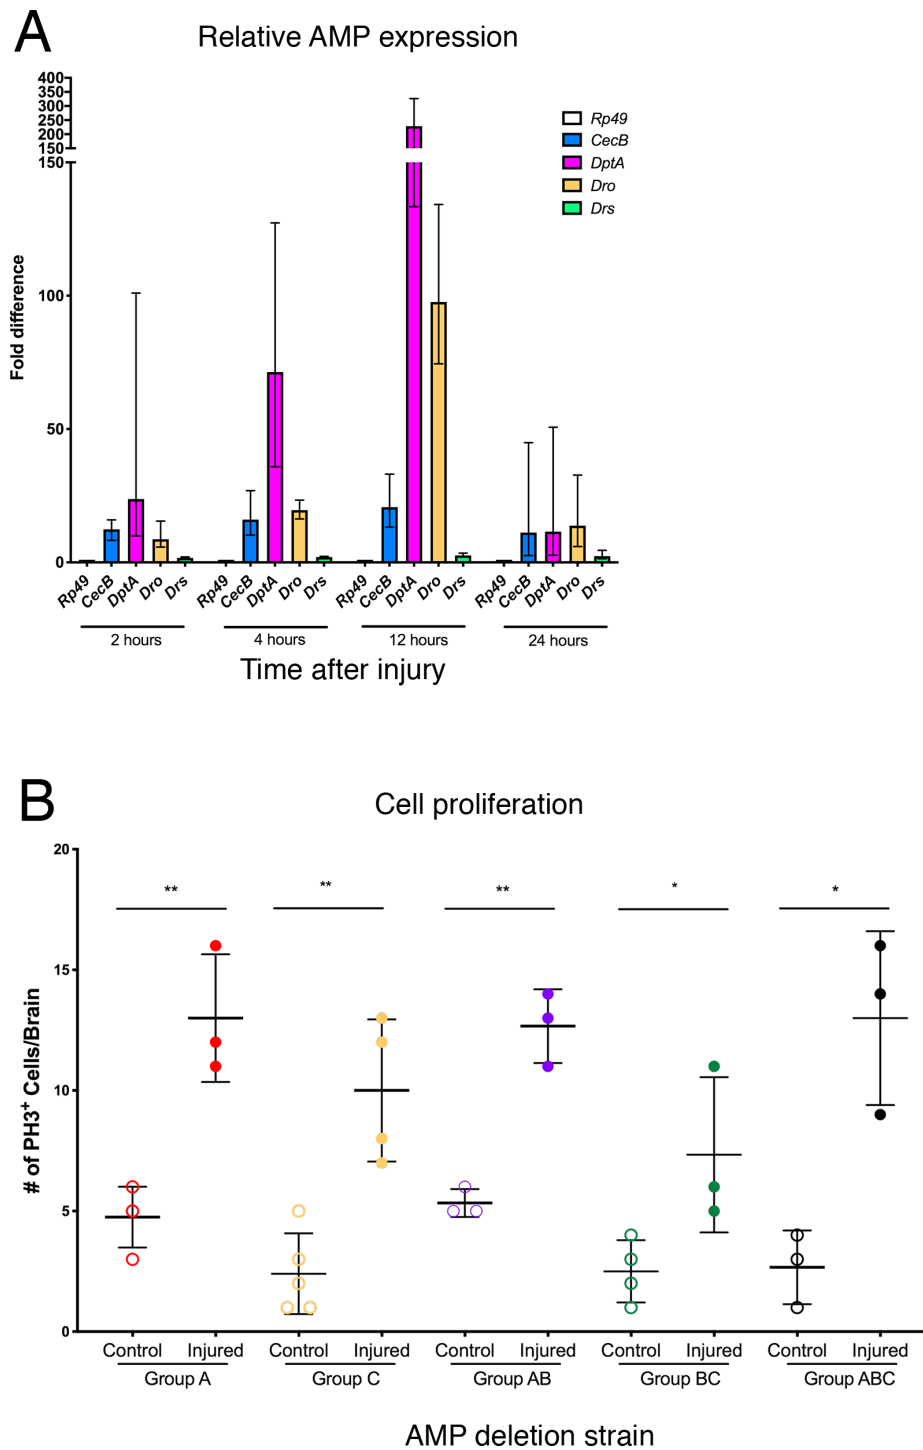 A
Relative AMP expression
400
350
300
250
200
150
150
100
50
0
Fold difference
Rp49
CecB
DptA
Dro
Drs
Rp49 CecB DptA Dro Drs Rp49 CecB DptA Dro Drs Rp49 CecB DptA Dro Drs Rp49 CecB DptA Dro Drs
2 hours 4 hours 12 hours 24 hours
Time after injury
B
Cell proliferation
20
15
10
5
0
# of PH3⁺ Cells/Brain
** ** ** * *
Control Injured Control Injured Control Injured Control Injured Control Injured
Group A Group C Group AB Group BC Group ABC
AMP deletion strain